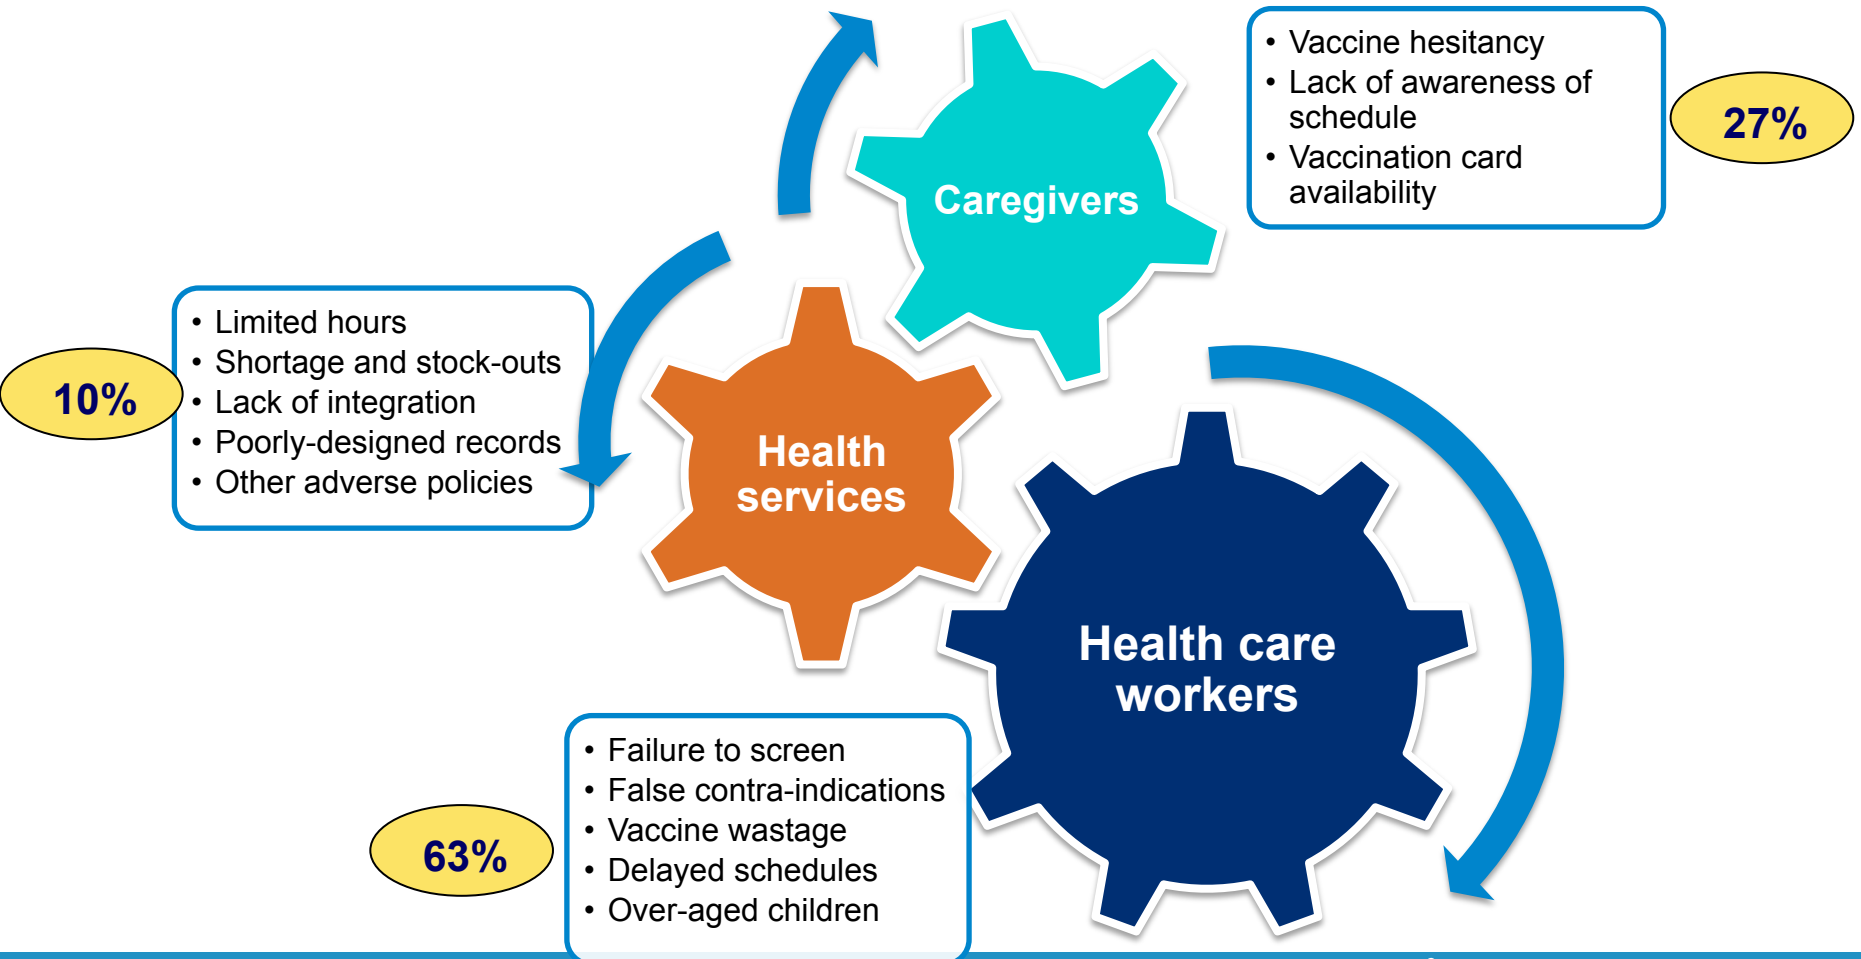 • Vaccine hesitancy
• Lack of awareness of
schedule
• Vaccination card
availability
27%
Caregivers
• Limited hours
• Shortage and stock-outs
• Lack of integration
• Poorly-designed records
• Other adverse policies
10%
Health
services
Health care
workers
• Failure to screen
• False contra-indications
• Vaccine wastage
• Delayed schedules
• Over-aged children
63%